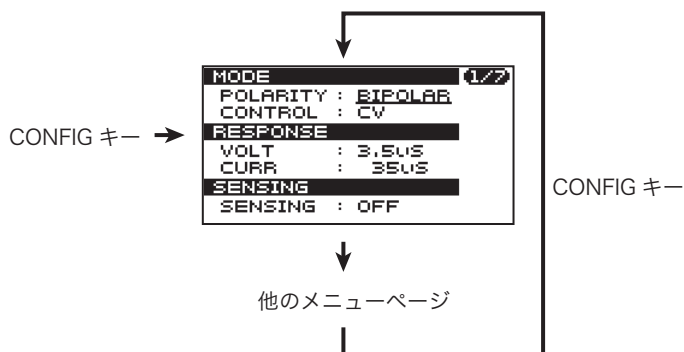 MODE (1/7)
POLARITY : BIPOLAR
CONTROL : CV
CONFIG キー
RESPONSE
VOLT : 3.5uS
CURR : 35uS
SENSING
SENSING : OFF
CONFIG キー
他のメニューページ